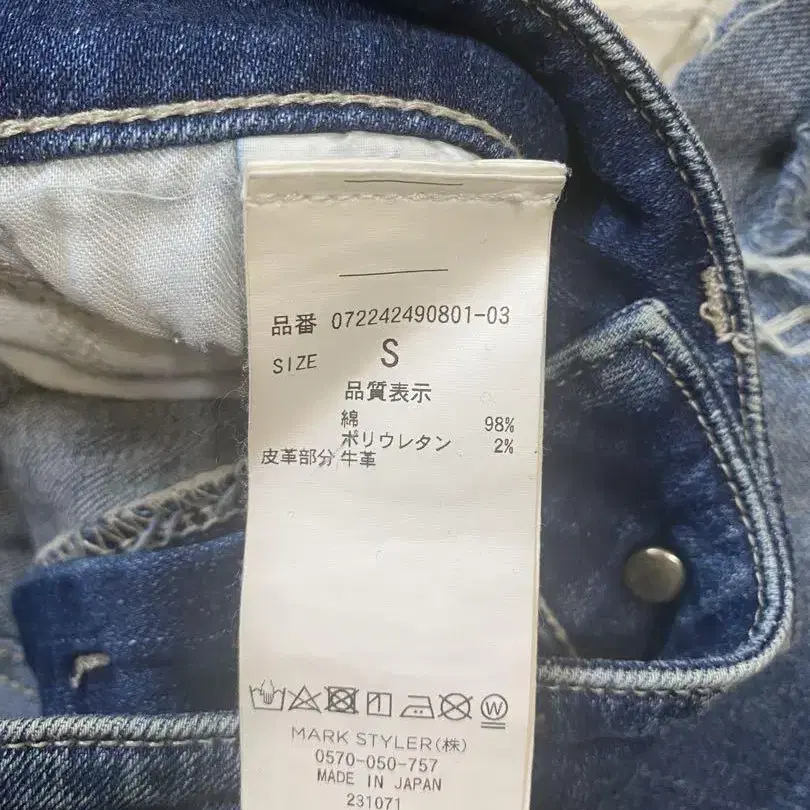 品番 072242490801-03
SIZE S
品質表示
綿 98%
ポリウレタン 2%
皮革部分 牛革
W
MARK STYLER(株)
0570-050-757
MADE IN JAPAN
231071